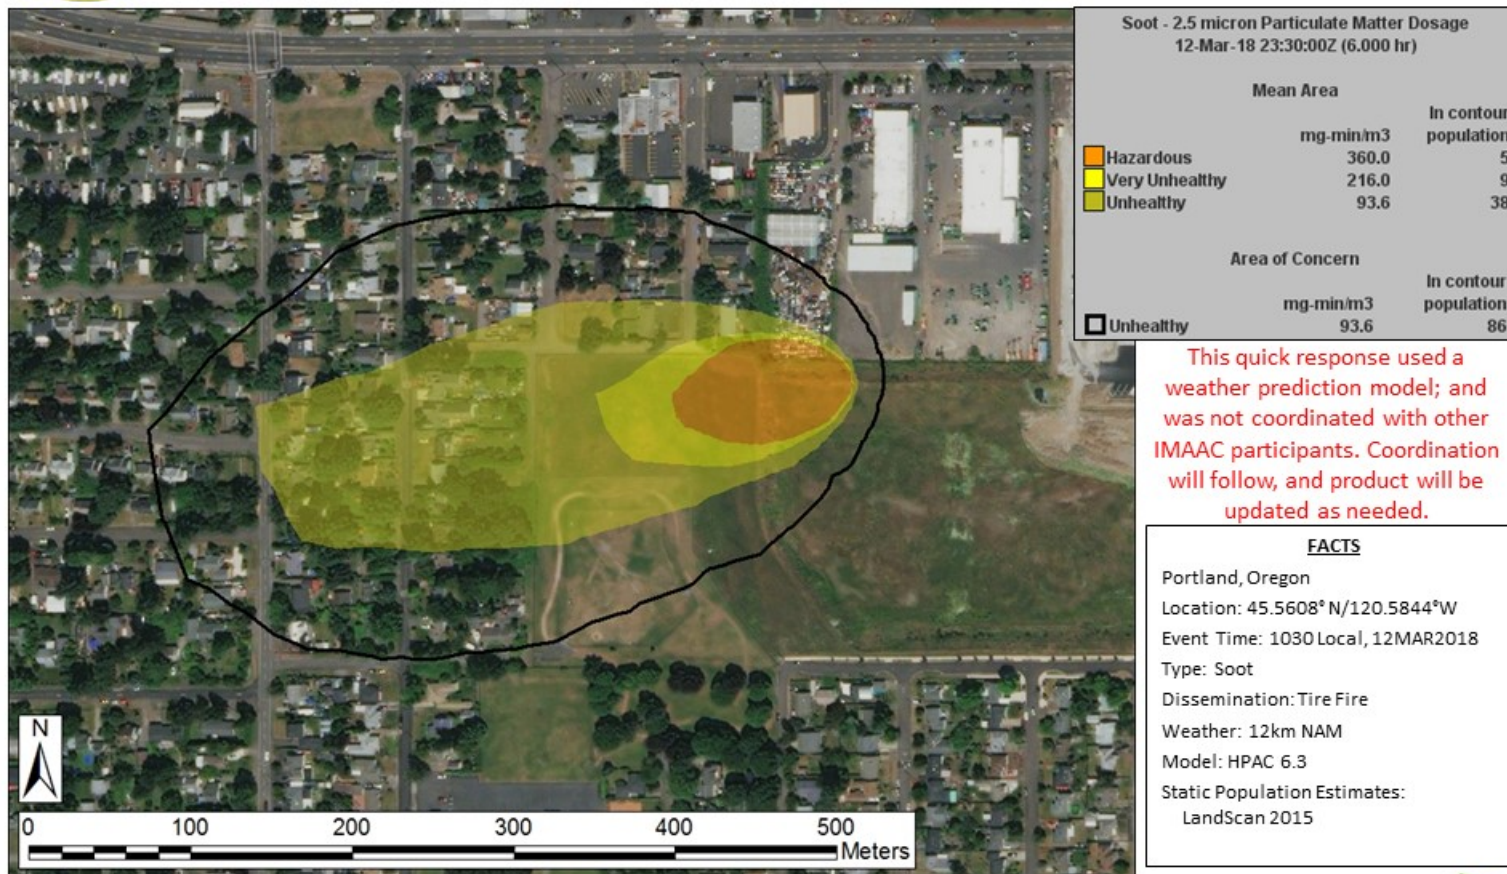 Soot - 2.5 micron Particulate Matter Dosage
12-Mar-18 23:30:00Z (6.000 hr)
Mean Area
In contour
mg-min/m3 population
Hazardous 360.0 5
Very Unhealthy 216.0 9
Unhealthy 93.6 38
Area of Concern
In contour
mg-min/m3 population
Unhealthy 93.6 86
This quick response used a
weather prediction model; and
was not coordinated with other
IMAAC participants. Coordination
will follow, and product will be
updated as needed.
FACTS
Portland, Oregon
Location: 45.5608° N/120.5844°W
Event Time: 1030 Local, 12MAR2018
Type: Soot
Dissemination: Tire Fire
Weather: 12km NAM
Model: HPAC 6.3
Static Population Estimates:
LandScan 2015
N
0 100 200 300 400 500
Meters